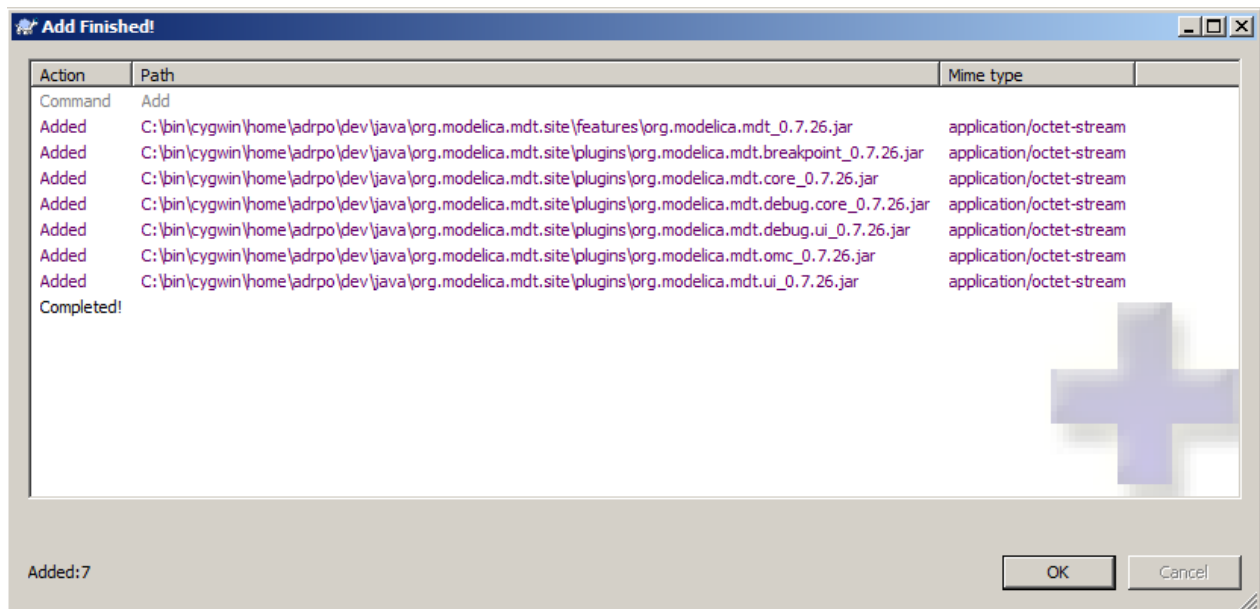 Add Finished!
Action Path Mime type
Command Add
Added C:\bin\cygwin\home\adrpo\dev\java\org.modelica.mdt.site\features\org.modelica.mdt_0.7.26.jar application/octet-stream
Added C:\bin\cygwin\home\adrpo\dev\java\org.modelica.mdt.site\plugins\org.modelica.mdt.breakpoint_0.7.26.jar application/octet-stream
Added C:\bin\cygwin\home\adrpo\dev\java\org.modelica.mdt.site\plugins\org.modelica.mdt.core_0.7.26.jar application/octet-stream
Added C:\bin\cygwin\home\adrpo\dev\java\org.modelica.mdt.site\plugins\org.modelica.mdt.debug.core_0.7.26.jar application/octet-stream
Added C:\bin\cygwin\home\adrpo\dev\java\org.modelica.mdt.site\plugins\org.modelica.mdt.debug.ui_0.7.26.jar application/octet-stream
Added C:\bin\cygwin\home\adrpo\dev\java\org.modelica.mdt.site\plugins\org.modelica.mdt.omc_0.7.26.jar application/octet-stream
Added C:\bin\cygwin\home\adrpo\dev\java\org.modelica.mdt.site\plugins\org.modelica.mdt.ui_0.7.26.jar application/octet-stream
Completed!
Added:7 OK Cancel